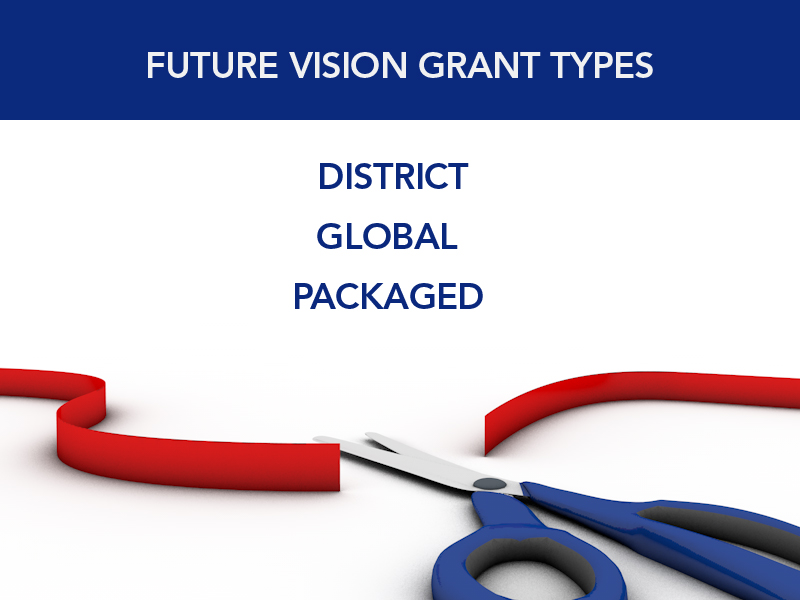 FUTURE VISION GRANT TYPES
DISTRICT
GLOBAL
PACKAGED